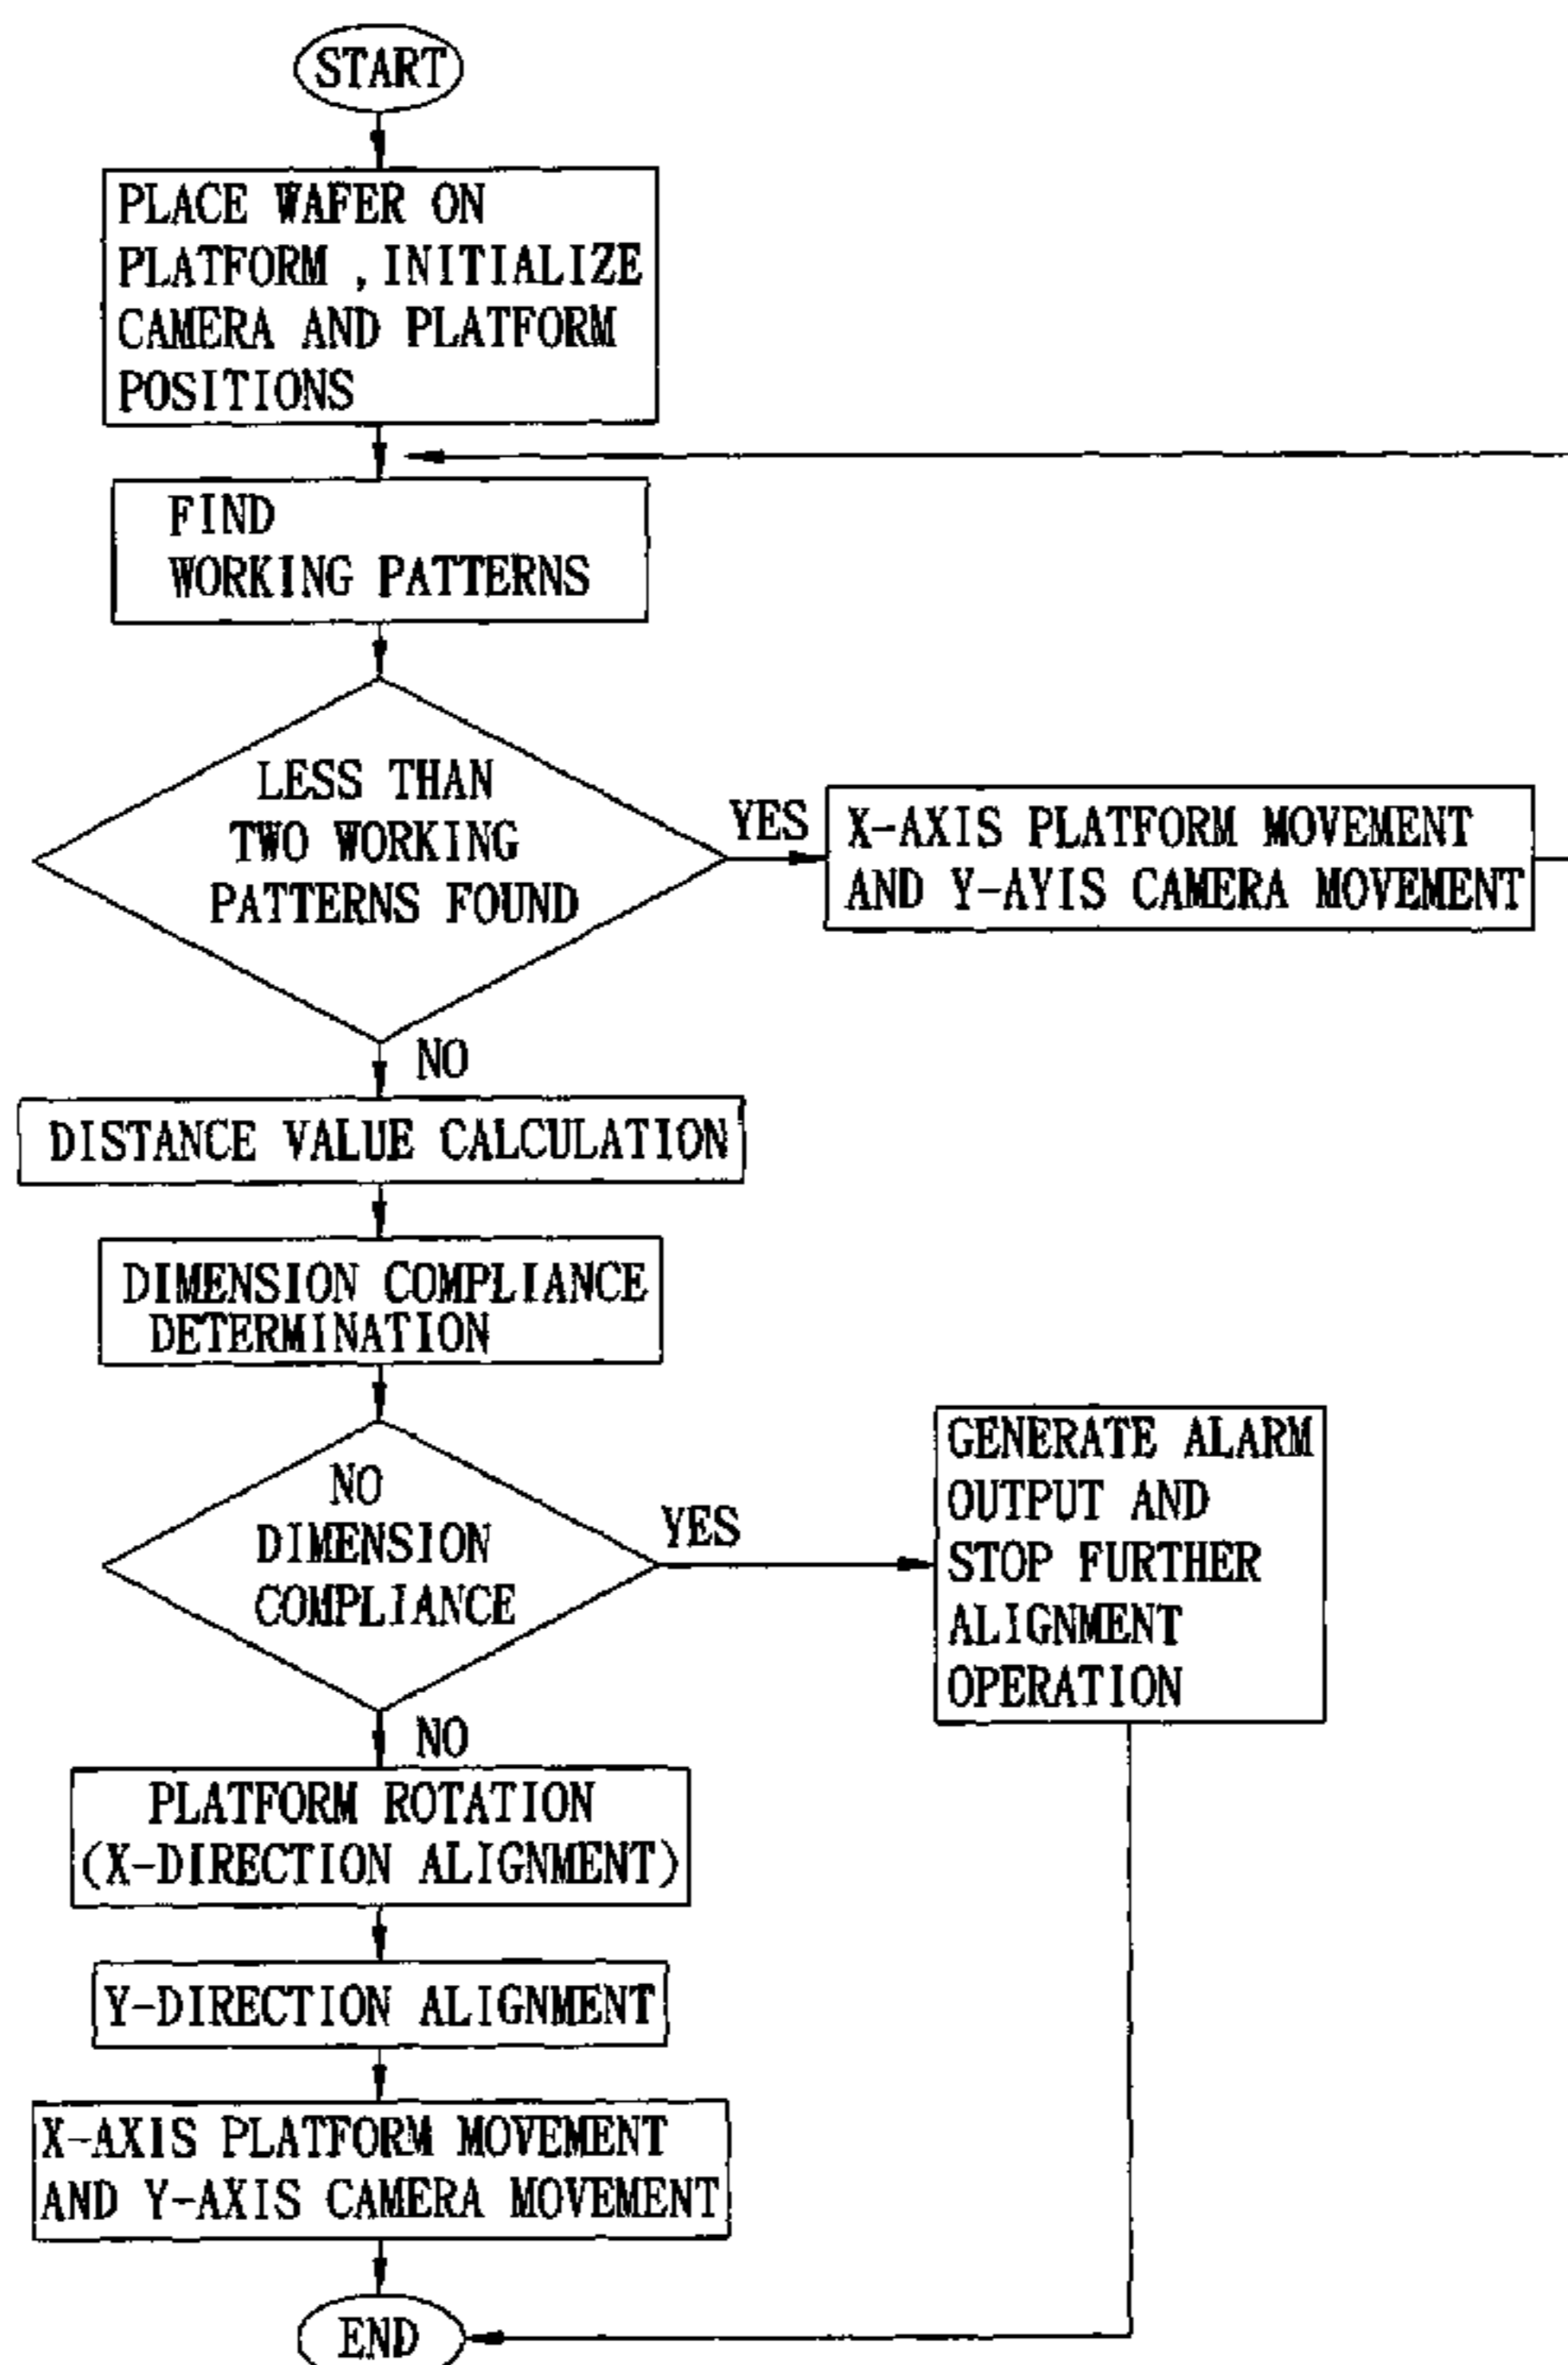 START
PLACE WAFER ON
PLATFORM ,INITIALIZE
CAMERA AND PLATFORM
POSITIONS
FIND
WORKING PATTERNS
LESS THAN
TWO WORKING
PATTERNS FOUND
YES
X-AXIS PLATFORM MOVEMENT
AND Y-AYIS CAMERA MOVEMENT
NO
DISTANCE VALUE CALCULATION
DIMENSION COMPLIANCE
DETERMINATION
NO
DIMENSION
COMPLIANCE
YES
GENERATE ALARM
OUTPUT AND
STOP FURTHER
ALIGNMENT
OPERATION
NO
PLATFORM ROTATION
(X-DIRECTION ALIGNMENT)
Y-DIRECTION ALIGNMENT
X-AXIS PLATFORM MOVEMENT
AND Y-AXIS CAMERA MOVEMENT
END